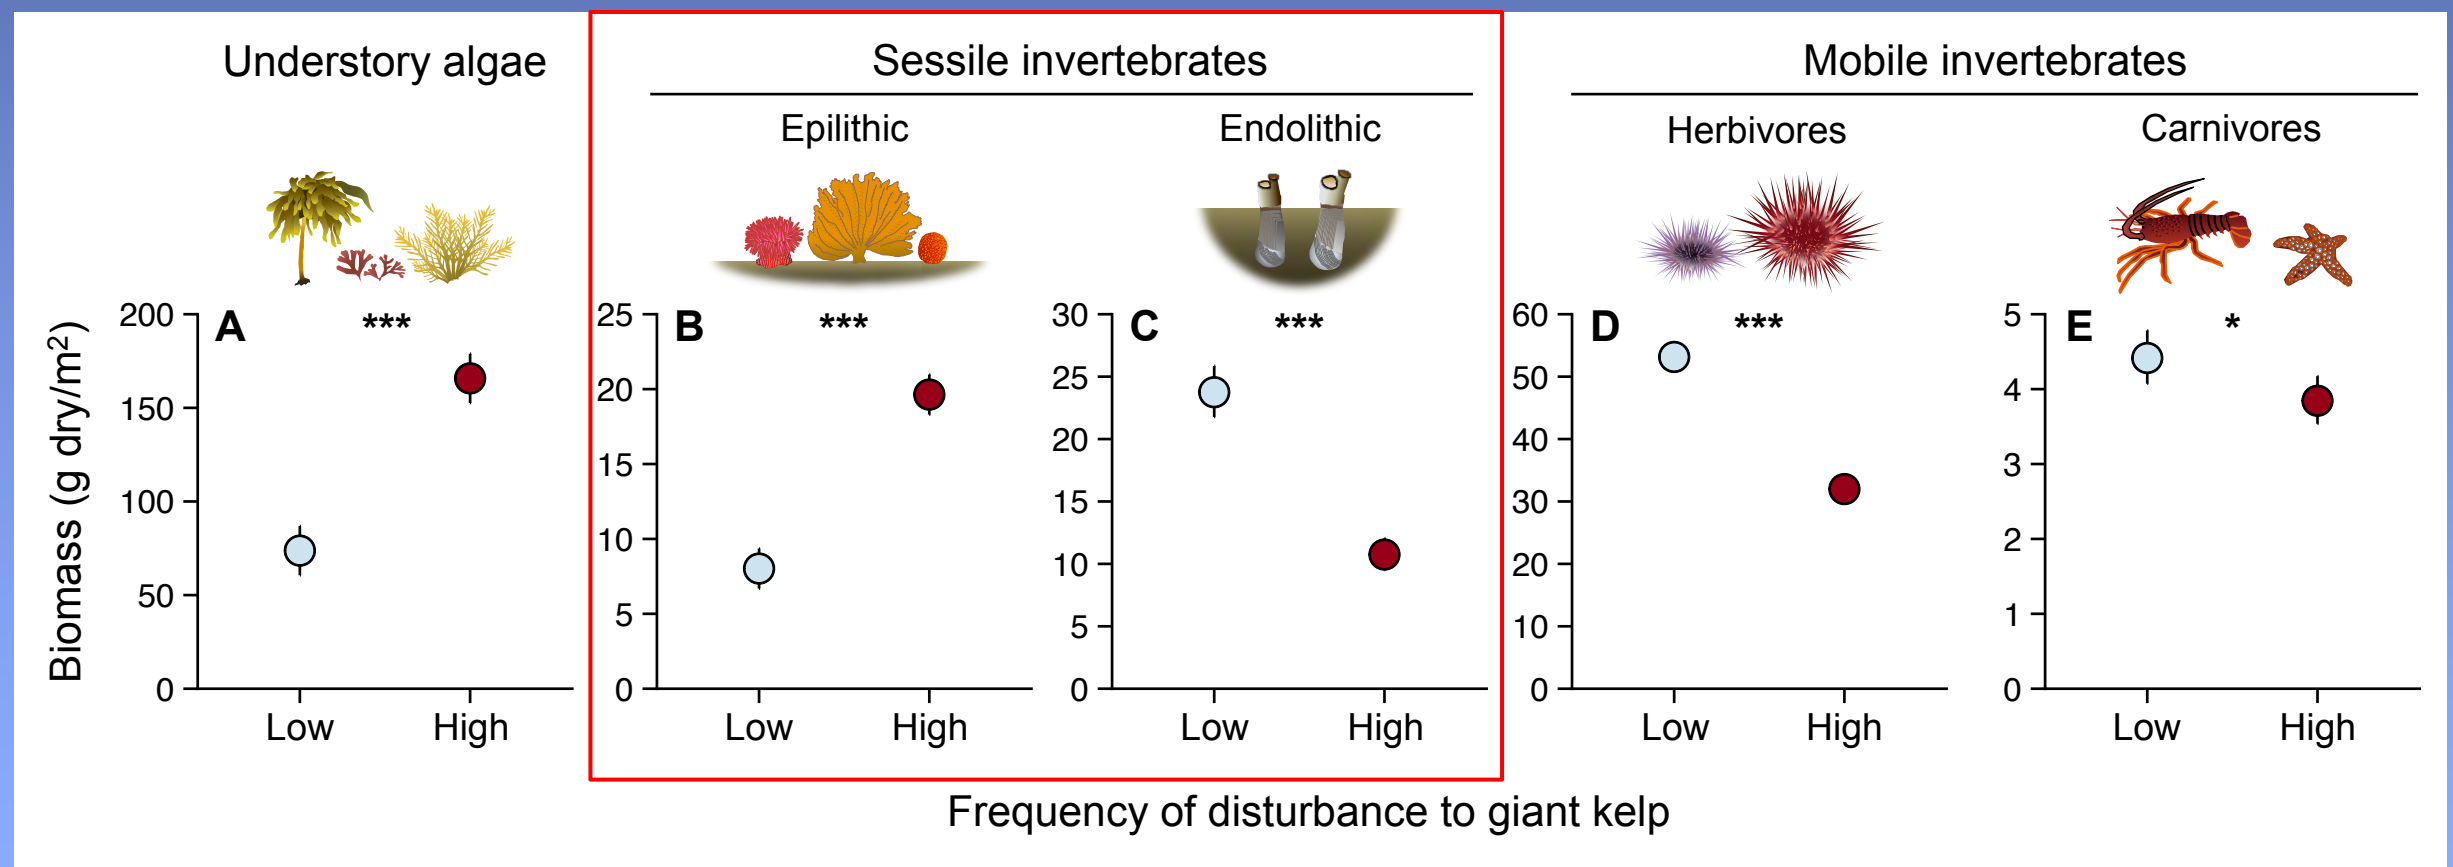 Understory algae
Sessile invertebrates
Mobile invertebrates
Epilithic
Endolithic
Herbivores
Carnivores
Biomass (g dry/m²)
A
***
200
150
100
50
0
Low
High
B
***
25
20
15
10
5
0
Low
High
C
***
30
25
20
15
10
5
0
Low
High
D
***
60
50
40
30
20
10
0
Low
High
E
*
5
4
3
2
1
0
Low
High
Frequency of disturbance to giant kelp